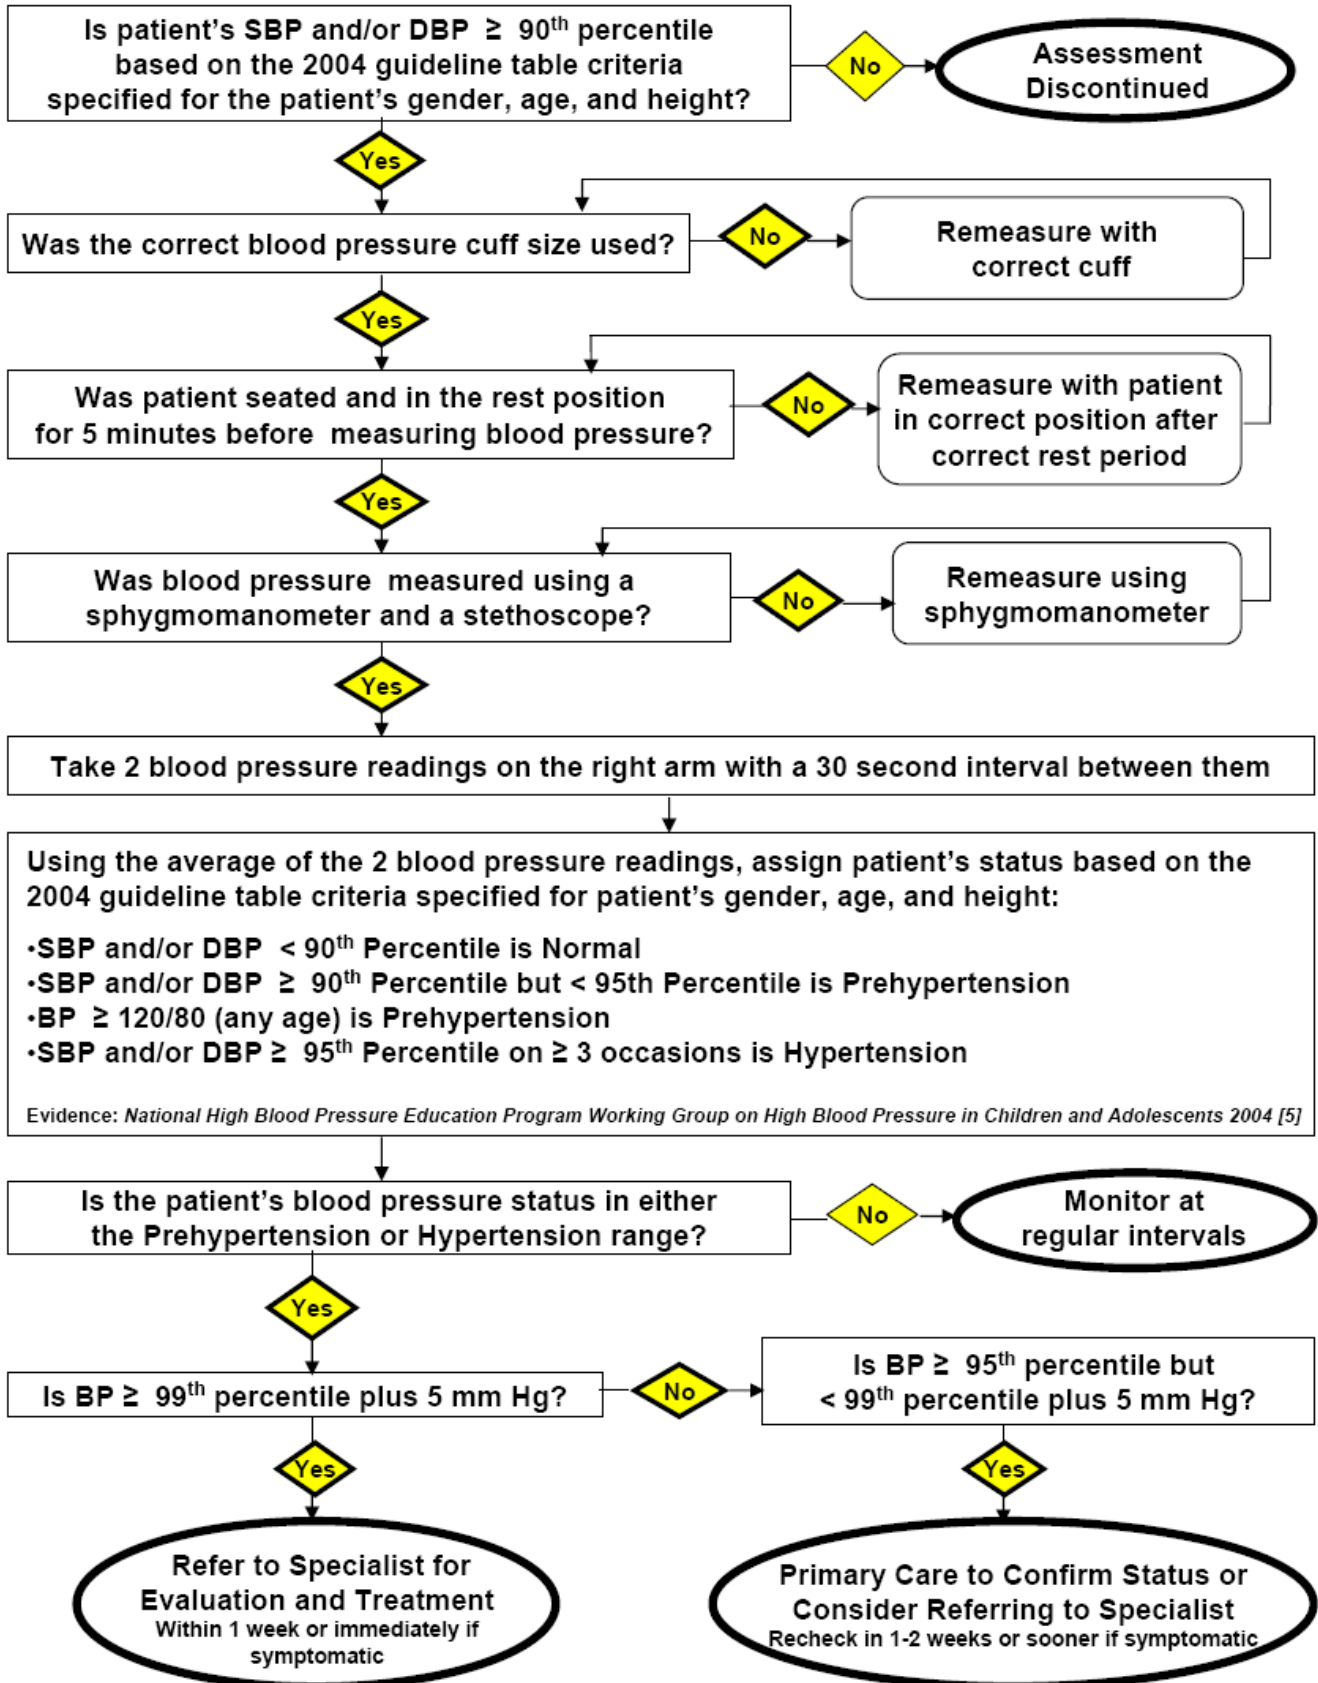 Is patient's SBP and/or DBP ≥ 90th percentile
based on the 2004 guideline table criteria
specified for the patient's gender, age, and height?
No
Assessment
Discontinued
Yes
Was the correct blood pressure cuff size used?
No
Remeasure with
correct cuff
Yes
Was patient seated and in the rest position
for 5 minutes before measuring blood pressure?
No
Remeasure with patient
in correct position after
correct rest period
Yes
Was blood pressure measured using a
sphygmomanometer and a stethoscope?
No
Remeasure using
sphygmomanometer
Yes
Take 2 blood pressure readings on the right arm with a 30 second interval between them
Using the average of the 2 blood pressure readings, assign patient's status based on the
2004 guideline table criteria specified for patient's gender, age, and height:
•SBP and/or DBP < 90th Percentile is Normal
•SBP and/or DBP ≥ 90th Percentile but < 95th Percentile is Prehypertension
•BP ≥ 120/80 (any age) is Prehypertension
•SBP and/or DBP ≥ 95th Percentile on ≥ 3 occasions is Hypertension
Evidence: National High Blood Pressure Education Program Working Group on High Blood Pressure in Children and Adolescents 2004 [5]
Is the patient's blood pressure status in either
the Prehypertension or Hypertension range?
No
Monitor at
regular intervals
Yes
Is BP ≥ 99th percentile plus 5 mm Hg?
No
Is BP ≥ 95th percentile but
< 99th percentile plus 5 mm Hg?
Yes
Yes
Refer to Specialist for
Evaluation and Treatment
Within 1 week or immediately if
symptomatic
Primary Care to Confirm Status or
Consider Referring to Specialist
Recheck in 1-2 weeks or sooner if symptomatic